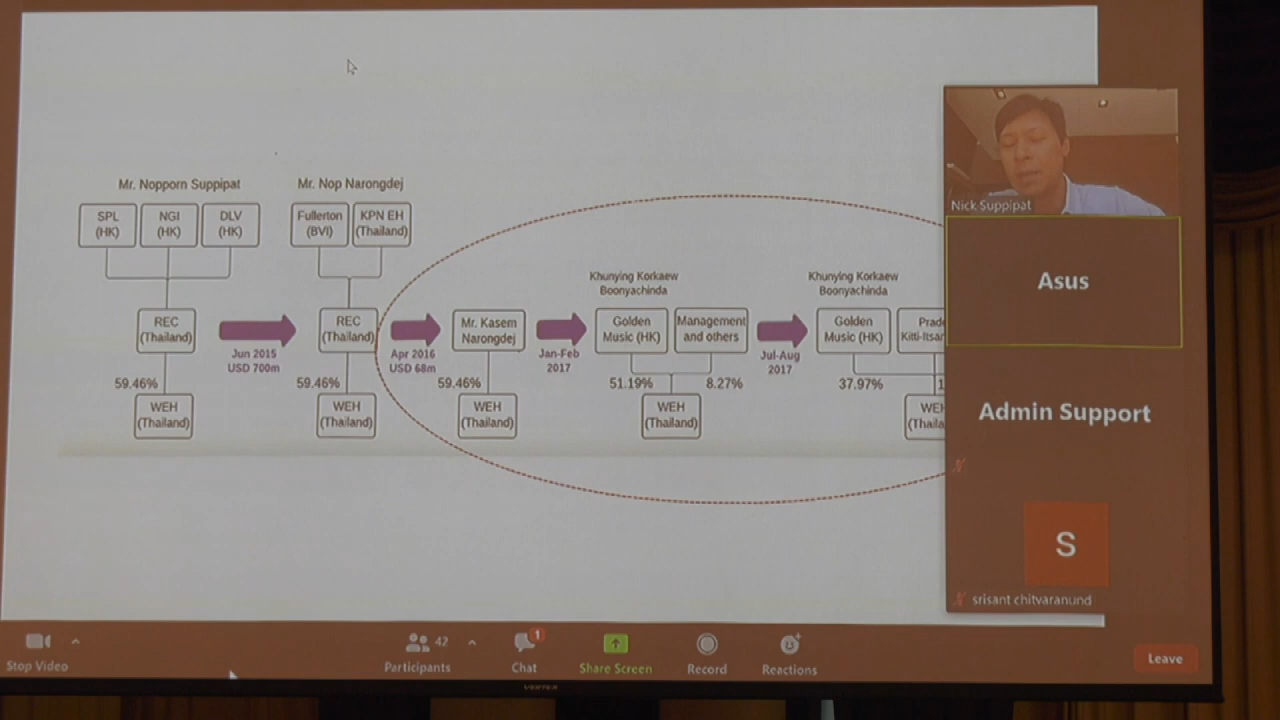 Mr. Nopporn Suppipat
SPL
(HK)
NGI
(HK)
DLV
(HK)
REC
(Thailand)
59.46%
WEH
(Thailand)
Jun 2015
USD 700m
Mr. Nop Narongdej
Fullerton
(BVI)
KPN EH
(Thailand)
REC
(Thailand)
59.46%
WEH
(Thailand)
Apr 2016
USD 68m
Mr. Kasem
Narongdej
59.46%
WEH
(Thailand)
Jan-Feb
2017
Khunying Korkaew
Boonyachinda
Golden
Music (HK)
Management
and others
51.19%
8.27%
WEH
(Thailand)
Jul-Aug
2017
Khunying Korkaew
Boonyachinda
Golden
Music (HK)
37.97%
Nick Suppipat
Asus
Admin Support
S
srisant chitvaranund
Stop Video
42
Participants
1
Chat
Share Screen
Record
Reactions
Leave